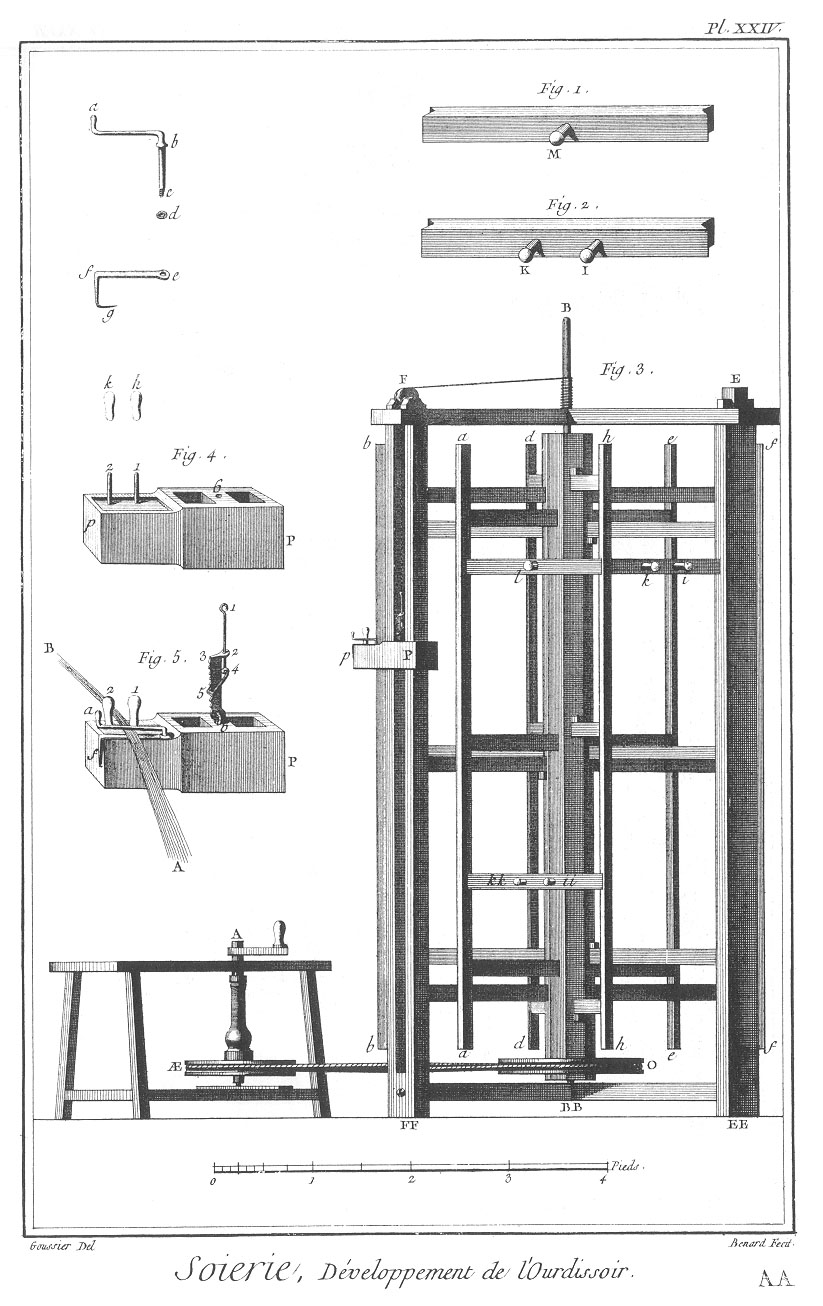 Pl. XXIV.
a
Fig. 1.
b
M
c
d
Fig. 2.
f e
K I
g
B
Fig. 3.
F E
k h
b a d h e f
Fig. 4.
2 1 6
p P
l k i
1
B Fig. 5. 3 2
4
p P
2 1 5
a 6
f P
A
kk ii
A
b a d h e f
Æ O
BB
FF EE
Pieds.
0 1 2 3 4
Goussier Del Benard Fecit.
Soierie, Développement de l'Ourdissoir.
AA